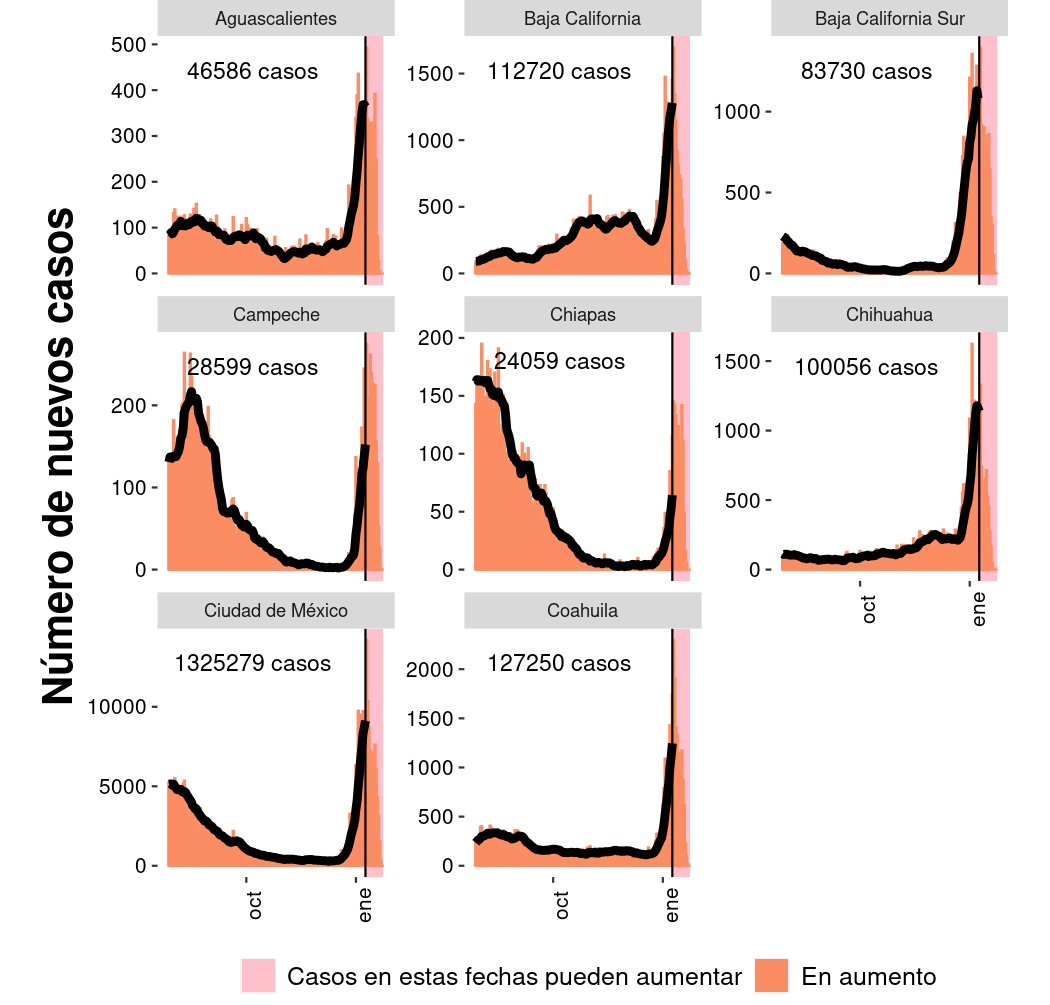 Número de nuevos casos
Aguascalientes
46586 casos
500
400
300
200
100
0
Baja California
112720 casos
1500
1000
500
0
Baja California Sur
83730 casos
1000
500
0
Campeche
28599 casos
200
100
0
Chiapas
24059 casos
200
150
100
50
0
Chihuahua
100056 casos
1500
1000
500
0
oct
ene
Ciudad de México
1325279 casos
10000
5000
0
oct
ene
Coahuila
127250 casos
2000
1500
1000
500
0
oct
ene
Casos en estas fechas pueden aumentar
En aumento